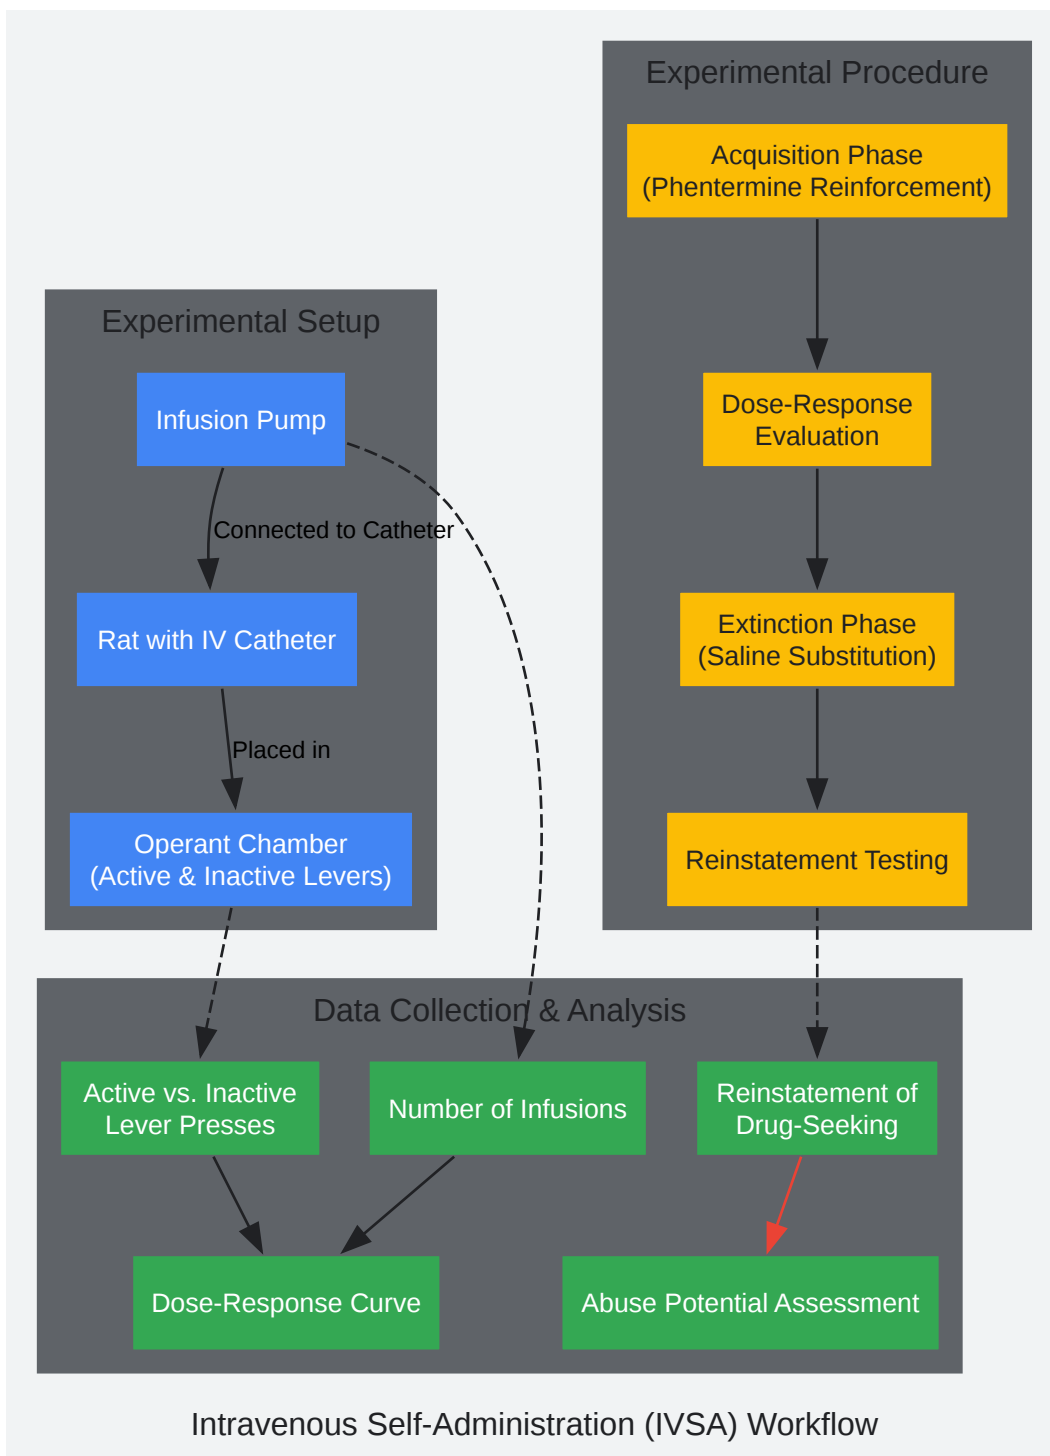 Experimental Procedure
Acquisition Phase
(Phentermine Reinforcement)
Dose-Response
Evaluation
Extinction Phase
(Saline Substitution)
Reinstatement Testing
Experimental Setup
Infusion Pump
Connected to Catheter
Rat with IV Catheter
Placed in
Operant Chamber
(Active & Inactive Levers)
Data Collection & Analysis
Active vs. Inactive
Lever Presses
Number of Infusions
Reinstatement of
Drug-Seeking
Dose-Response Curve
Abuse Potential Assessment
Intravenous Self-Administration (IVSA) Workflow